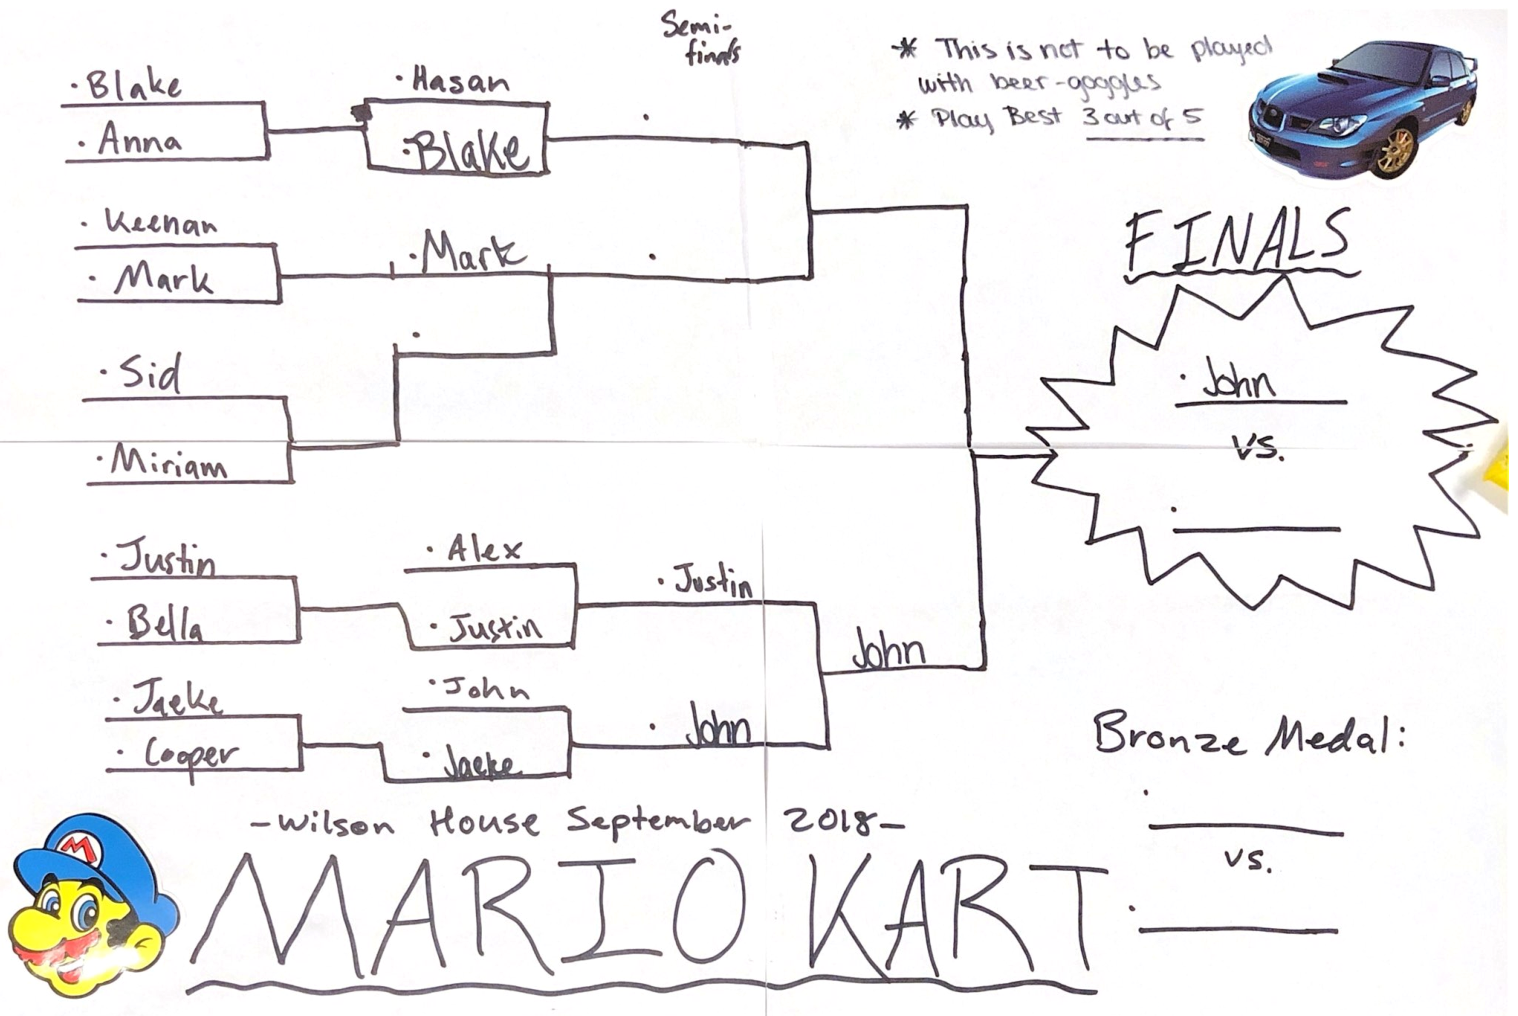 Semi-
finals
* This is not to be played
with beer-goggles
* Play Best 3 out of 5
· Blake
· Anna
· Hasan
· Blake
· Keenan
· Mark
· Mark
· Sid
· Miriam
FINALS
· John
vs.
· Justin
· Bella
· Alex
· Justin
· Justin
· Jaeke
· Cooper
· John
· Jaeke
· John
John
Bronze Medal:
vs.
-Wilson House September 2018-
MARIO KART
M